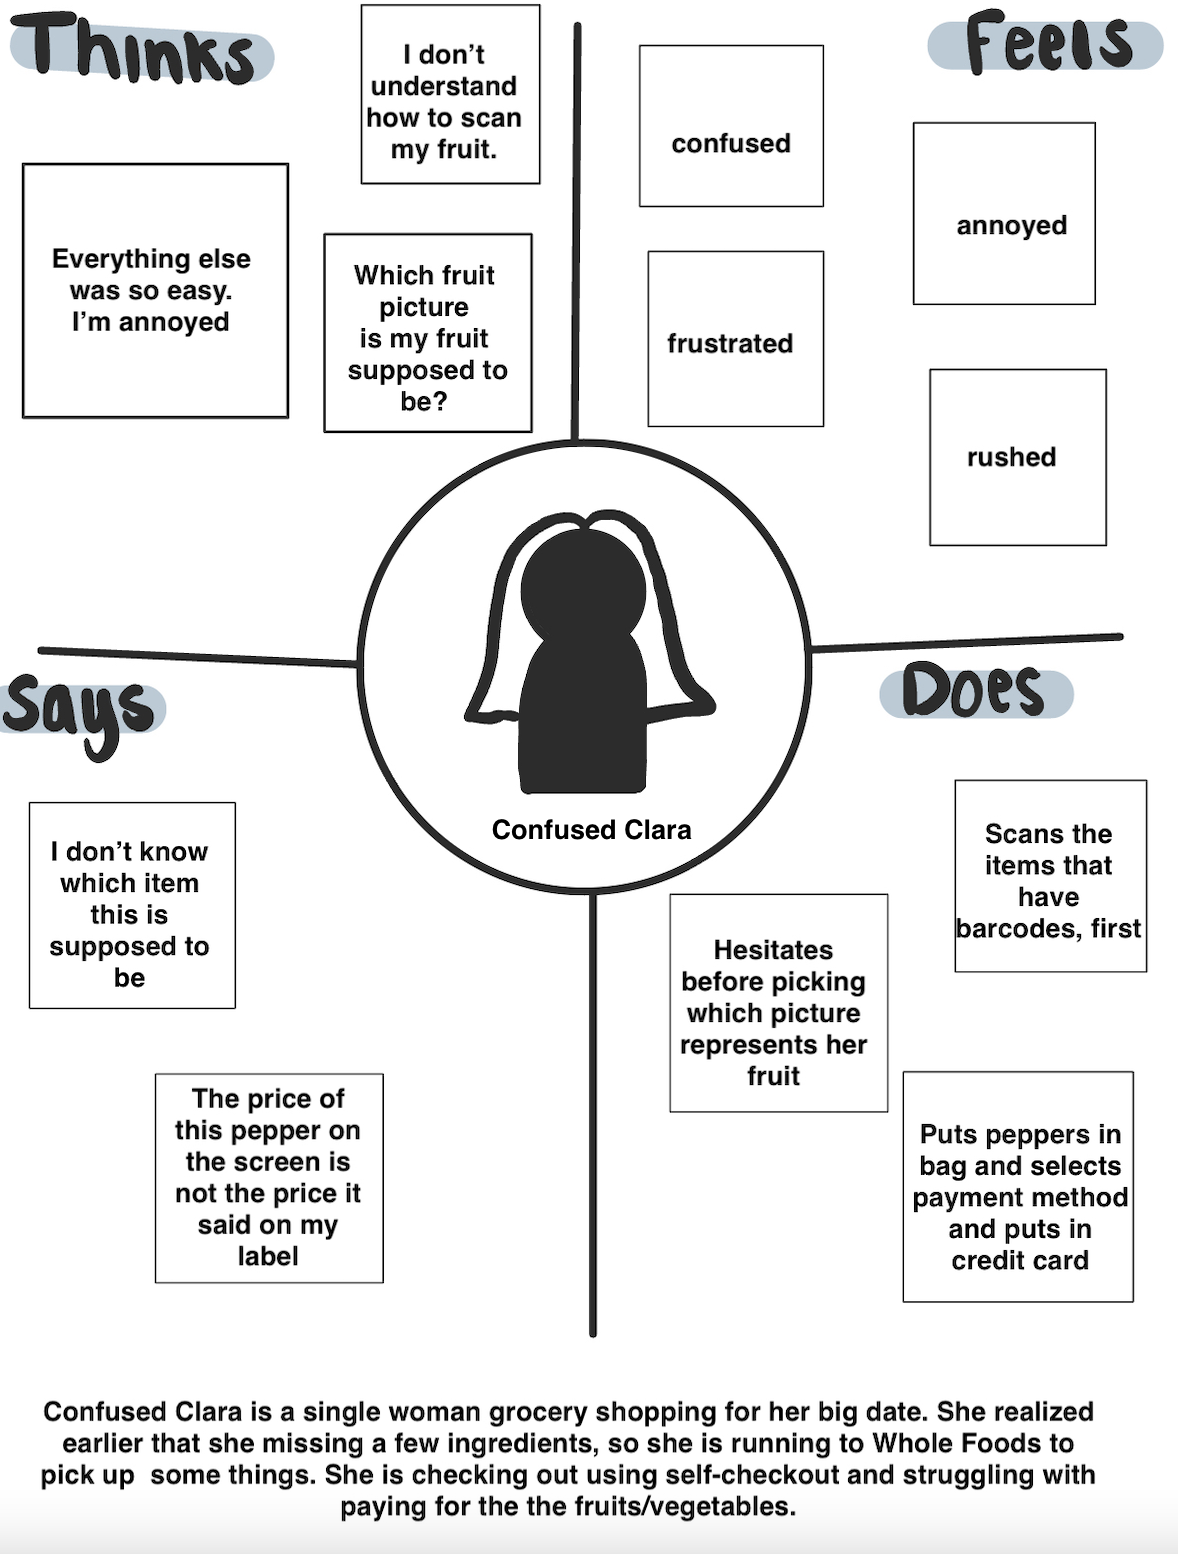 Thinks
I don't
understand
how to scan
my fruit.
Everything else
was so easy.
I'm annoyed
Which fruit
picture
is my fruit
supposed to
be?
Feels
confused
annoyed
frustrated
rushed
Says
I don't know
which item
this is
supposed to
be
The price of
this pepper on
the screen is
not the price it
said on my
label
Confused Clara
Does
Scans the
items that
have
barcodes, first
Hesitates
before picking
which picture
represents her
fruit
Puts peppers in
bag and selects
payment method
and puts in
credit card
Confused Clara is a single woman grocery shopping for her big date. She realized
earlier that she missing a few ingredients, so she is running to Whole Foods to
pick up  some things. She is checking out using self-checkout and struggling with
paying for the the fruits/vegetables.